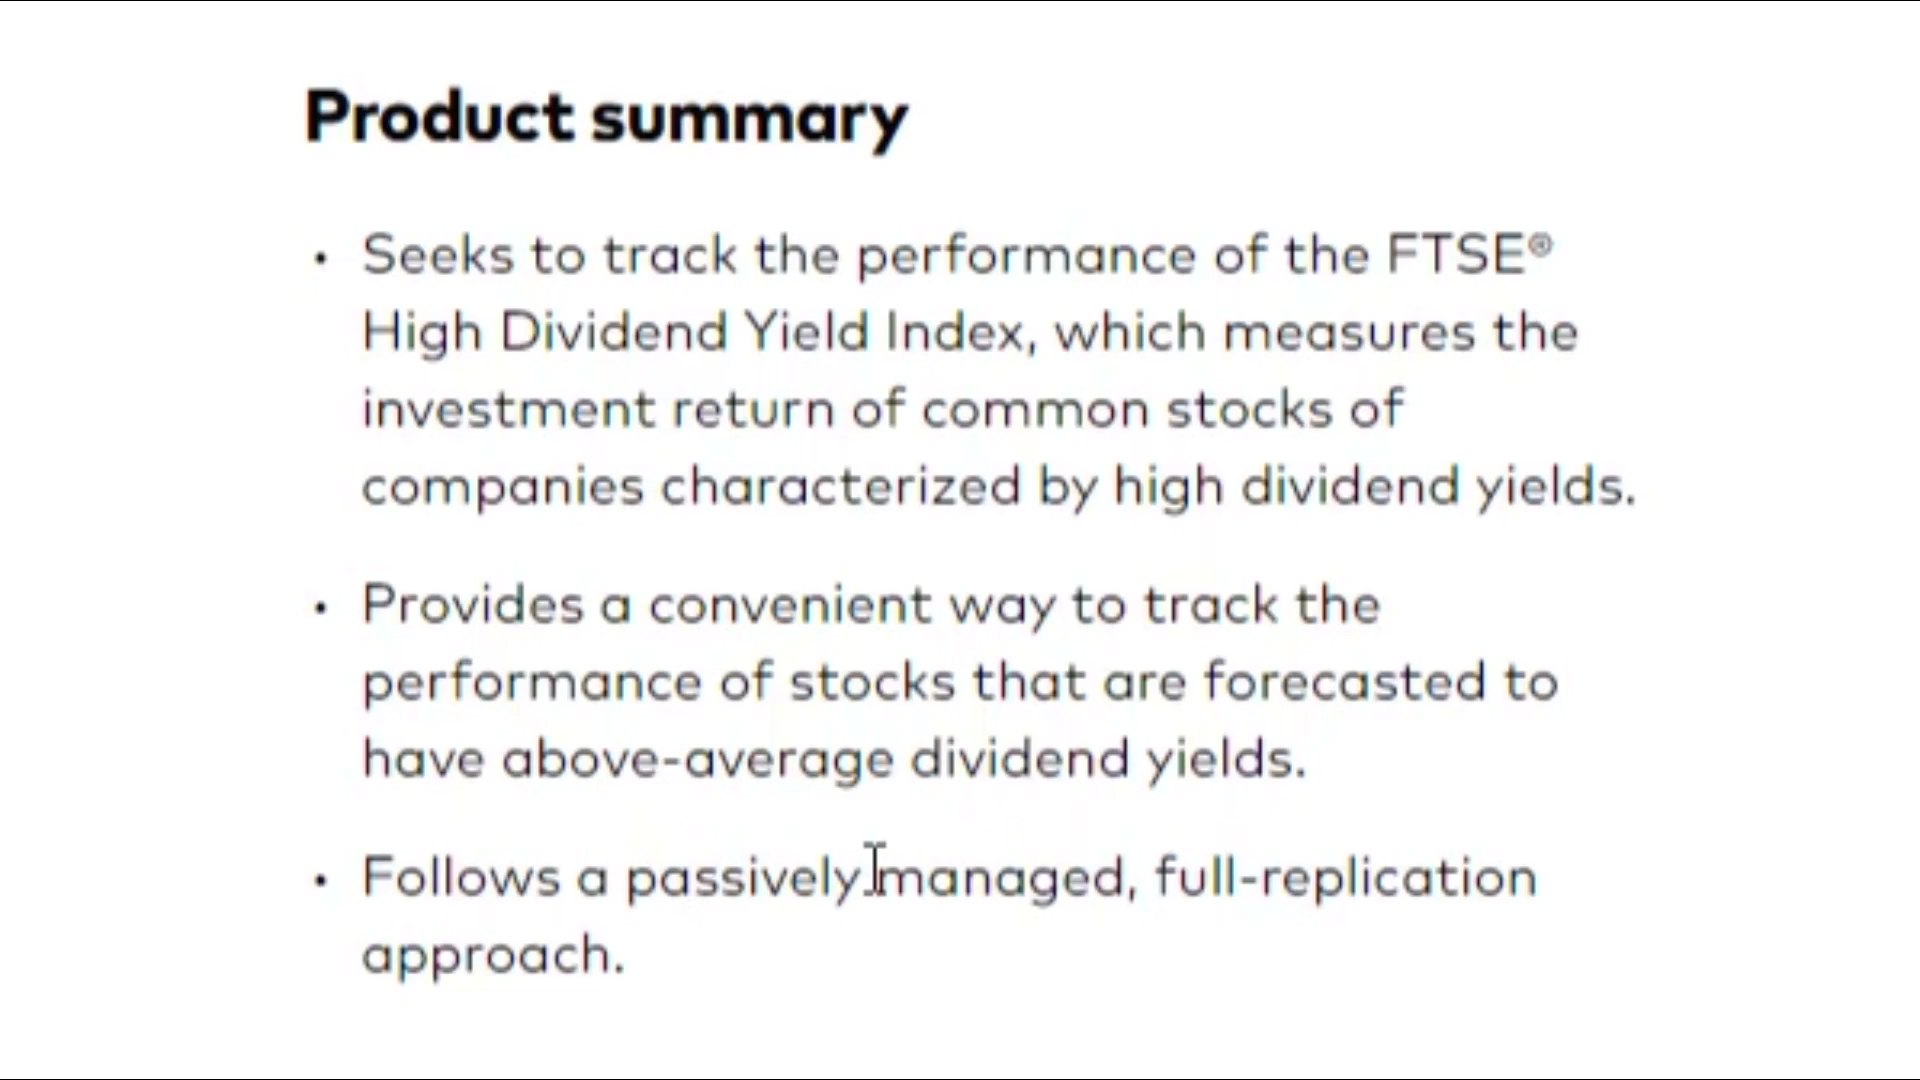 Product summary
• Seeks to track the performance of the FTSE®
High Dividend Yield Index, which measures the
investment return of common stocks of
companies characterized by high dividend yields.
• Provides a convenient way to track the
performance of stocks that are forecasted to
have above-average dividend yields.
• Follows a passively managed, full-replication
approach.